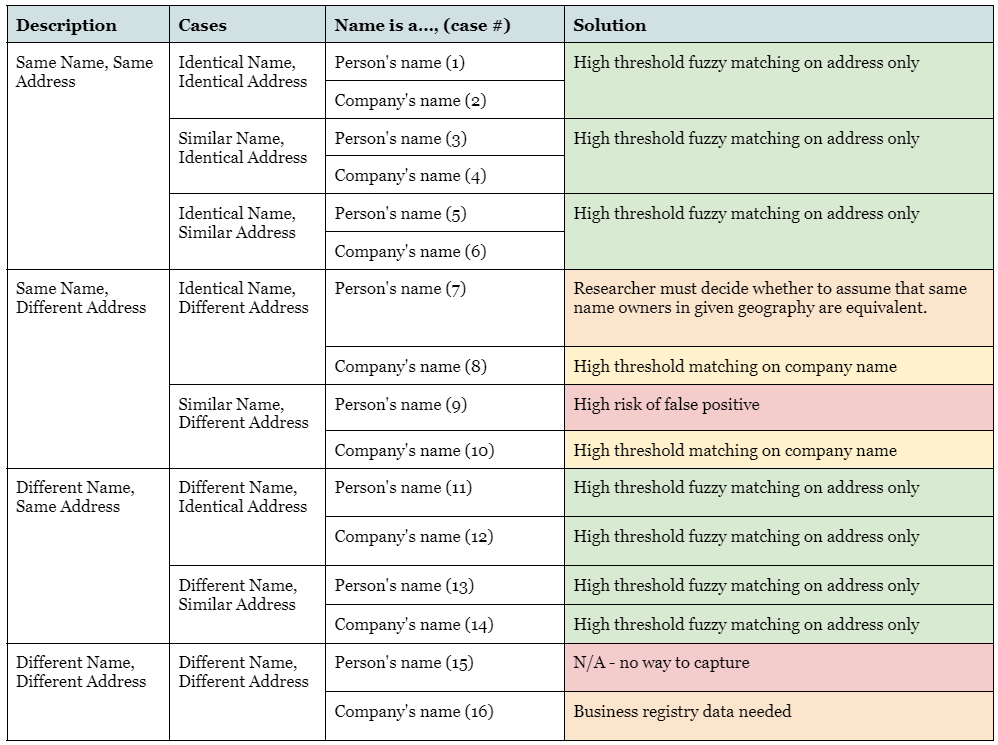 Description Cases Name is a..., (case #) Solution
Same Name, Same Address
Identical Name, Identical Address
Person's name (1)
High threshold fuzzy matching on address only
Company's name (2)
Similar Name, Identical Address
Person's name (3)
High threshold fuzzy matching on address only
Company's name (4)
Identical Name, Similar Address
Person's name (5)
High threshold fuzzy matching on address only
Company's name (6)
Same Name, Different Address
Identical Name, Different Address
Person's name (7)
Researcher must decide whether to assume that same
name owners in given geography are equivalent.
Company's name (8)
High threshold matching on company name
Similar Name, Different Address
Person's name (9)
High risk of false positive
Company's name (10)
High threshold matching on company name
Different Name, Same Address
Different Name, Identical Address
Person's name (11)
High threshold fuzzy matching on address only
Company's name (12)
High threshold fuzzy matching on address only
Different Name, Similar Address
Person's name (13)
High threshold fuzzy matching on address only
Company's name (14)
High threshold fuzzy matching on address only
Different Name, Different Address
Different Name, Different Address
Person's name (15)
N/A - no way to capture
Company's name (16)
Business registry data needed